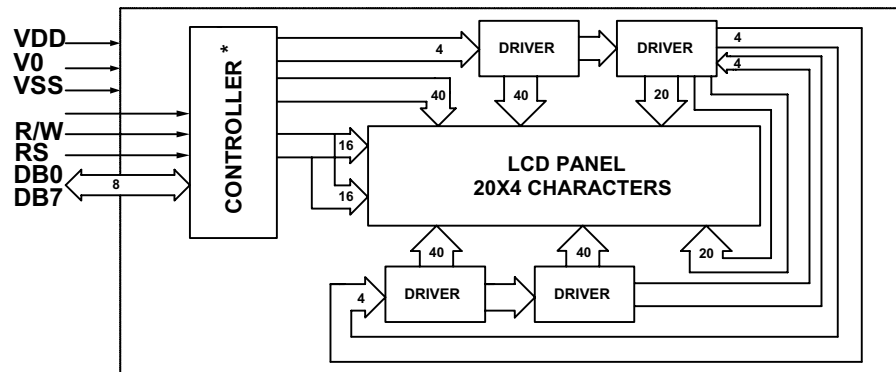 VDD
V0
VSS
R/W
RS
DB0
DB7
8
CONTROLLER*
4
DRIVER
DRIVER
4
4
40
40
20
16
16
LCD PANEL
20X4 CHARACTERS
40
40
20
4
DRIVER
DRIVER